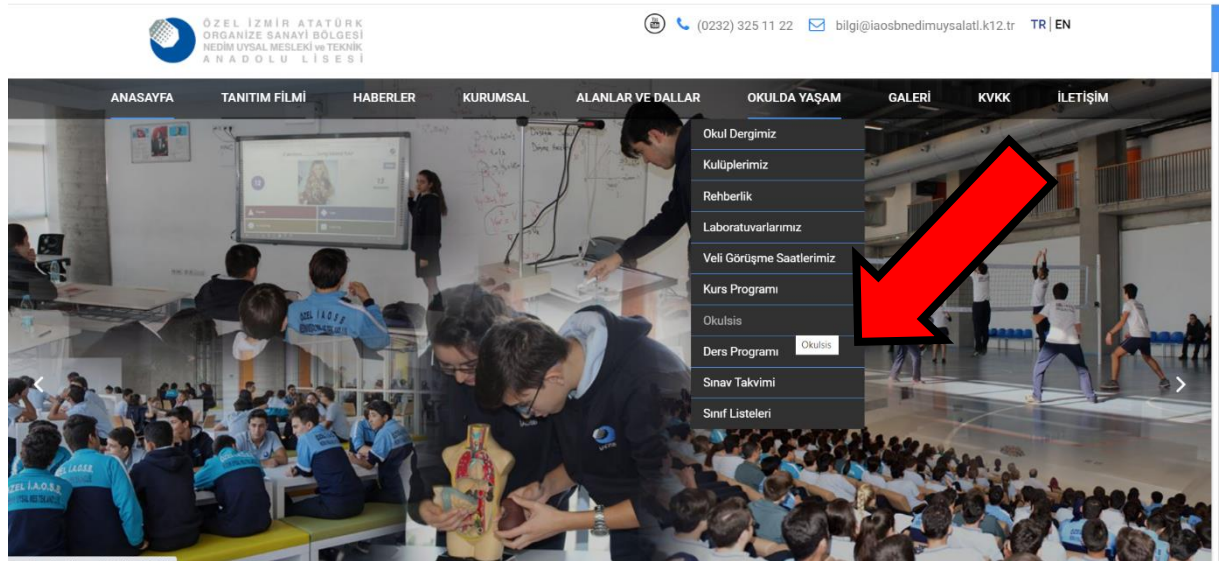 ÖZEL İZMİR ATATÜRK
ORGANİZE SANAYİ BÖLGESİ
NEDİM UYSAL MESLEKİ ve TEKNİK
ANADOLU LİSESİ
(0232) 325 11 22 bilgi@iaosbnedimuysalatl.k12.tr TR | EN
ANASAYFA TANITIM FİLMİ HABERLER KURUMSAL ALANLAR VE DALLAR OKULDA YAŞAM GALERİ KVKK İLETİŞİM
Okul Dergimiz
Kulüplerimiz
Rehberlik
Laboratuvarlarımız
Veli Görüşme Saatlerimiz
Kurs Programı
Okulsis
Ders Programı
Okulsis
Sınav Takvimi
Sınıf Listeleri